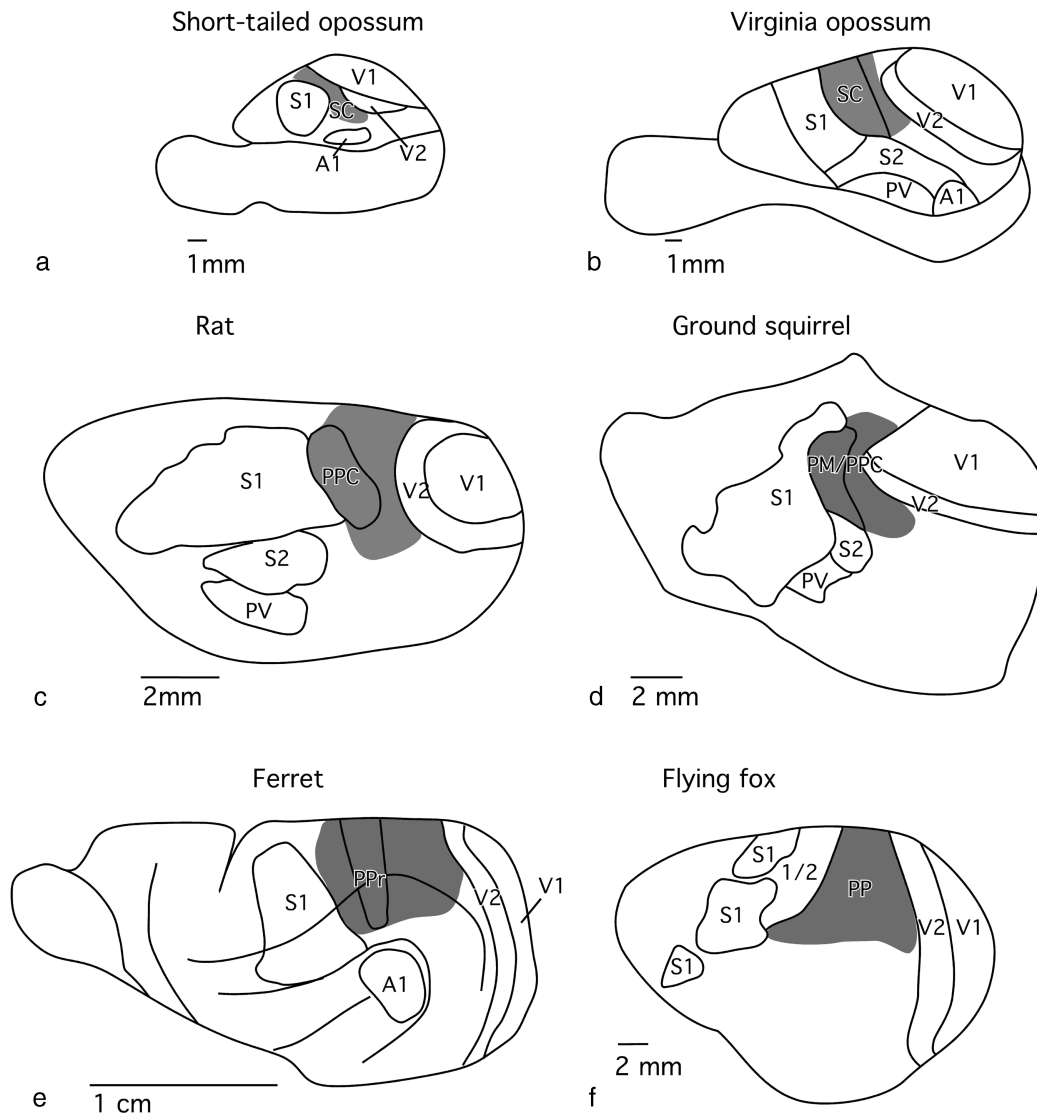 Short-tailed opossum
V1
S1
SC
V2
A1
1mm
a
Virginia opossum
SC
V1
S1
V2
S2
PV
A1
1mm
b
Rat
S1
PPC
V2
V1
S2
PV
2mm
c
Ground squirrel
PM/PPC
V1
S1
V2
S2
PV
2 mm
d
Ferret
PPr
V1
S1
V2
A1
1 cm
e
Flying fox
S1
1/2
PP
S1
V2
V1
S1
2 mm
f